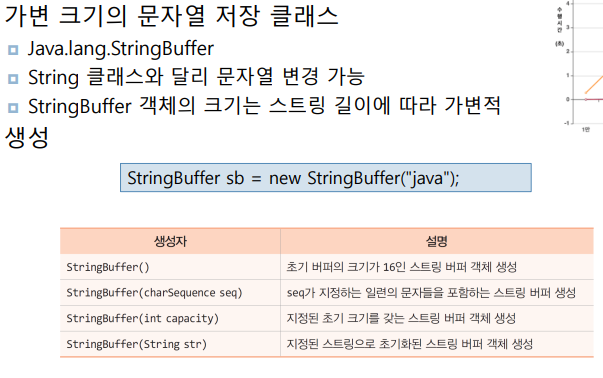 가변 크기의 문자열 저장 클래스
Java.lang.StringBuffer
String 클래스와 달리 문자열 변경 가능
StringBuffer 객체의 크기는 스트링 길이에 따라 가변적
생성
StringBuffer sb = new StringBuffer("java");
생성자 설명
StringBuffer() 초기 버퍼의 크기가 16인 스트링 버퍼 객체 생성
StringBuffer(charSequence seq) seq가 지정하는 일련의 문자들을 포함하는 스트링 버퍼 생성
StringBuffer(int capacity) 지정된 초기 크기를 갖는 스트링 버퍼 객체 생성
StringBuffer(String str) 지정된 스트링으로 초기화된 스트링 버퍼 객체 생성
수
행
시
간
(초)
4
3
2
1
0
-1
1만